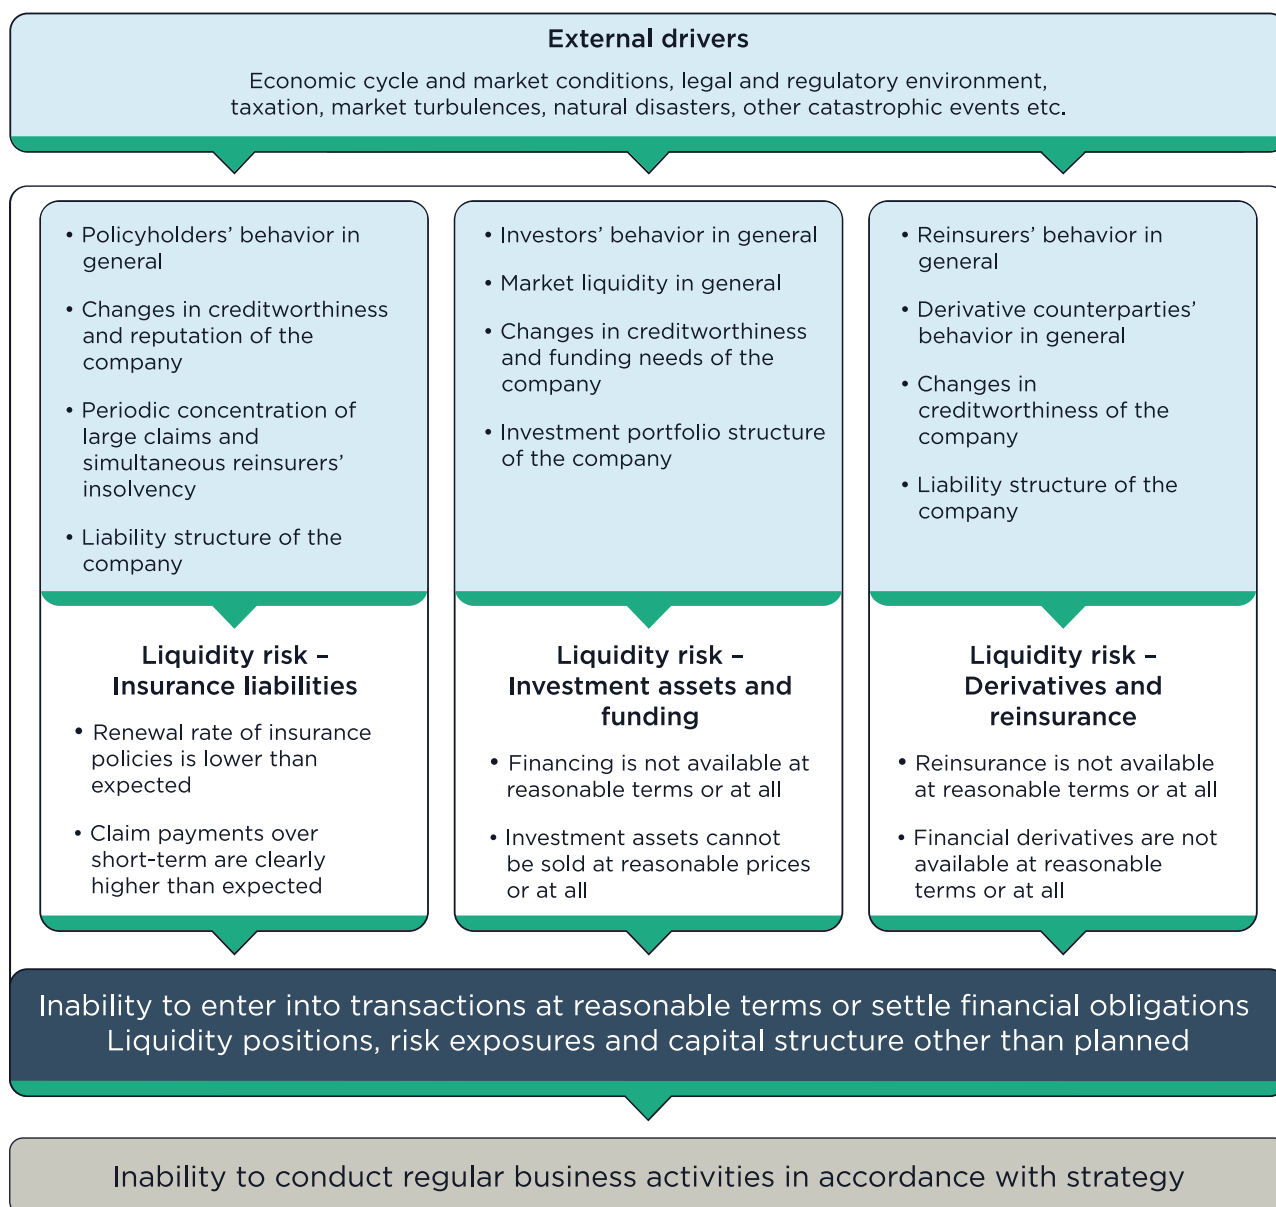 External drivers
Economic cycle and market conditions, legal and regulatory environment,
taxation, market turbulences, natural disasters, other catastrophic events etc.
• Policyholders’ behavior in
general
• Changes in creditworthiness
and reputation of the
company
• Periodic concentration of
large claims and
simultaneous reinsurers’
insolvency
• Liability structure of the
company
• Investors’ behavior in general
• Market liquidity in general
• Changes in creditworthiness
and funding needs of the
company
• Investment portfolio structure
of the company
• Reinsurers’ behavior in
general
• Derivative counterparties’
behavior in general
• Changes in
creditworthiness of the
company
• Liability structure of the
company
Liquidity risk –
Insurance liabilities
• Renewal rate of insurance
policies is lower than
expected
• Claim payments over
short-term are clearly
higher than expected
Liquidity risk –
Investment assets and
funding
• Financing is not available at
reasonable terms or at all
• Investment assets cannot
be sold at reasonable prices
or at all
Liquidity risk –
Derivatives and
reinsurance
• Reinsurance is not available
at reasonable terms or at all
• Financial derivatives are not
available at reasonable
terms or at all
Inability to enter into transactions at reasonable terms or settle financial obligations
Liquidity positions, risk exposures and capital structure other than planned
Inability to conduct regular business activities in accordance with strategy